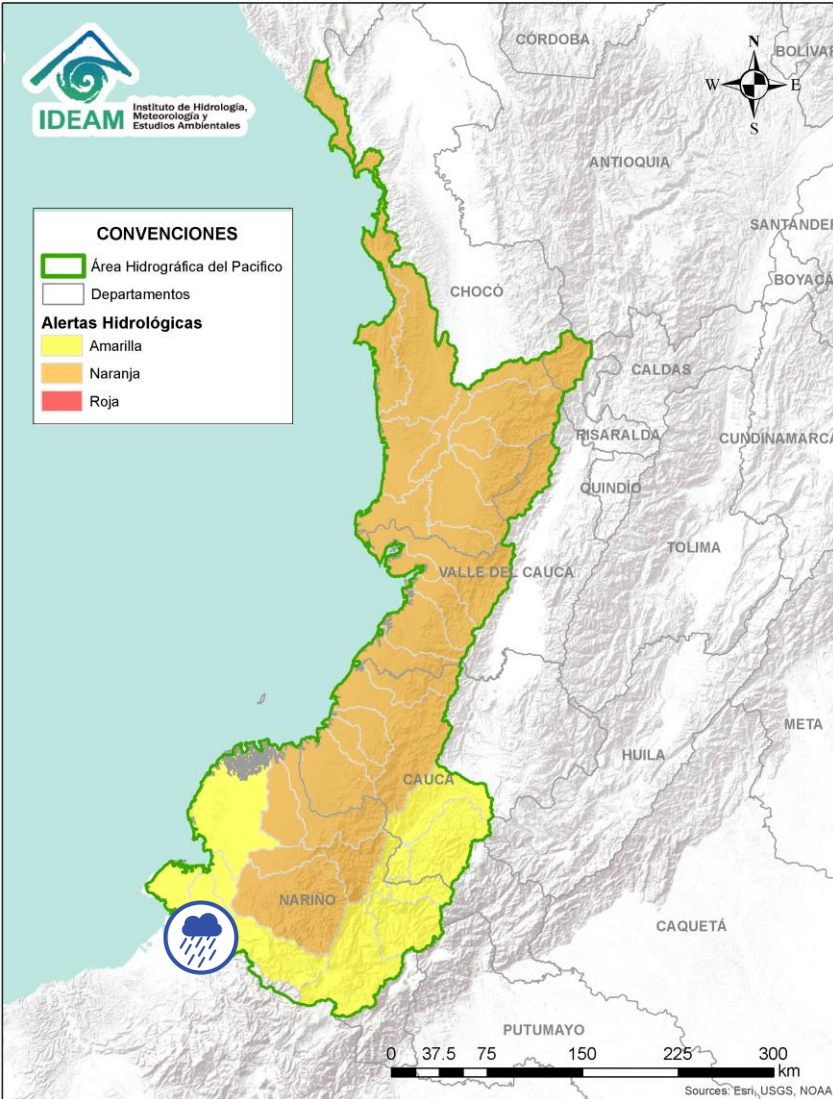 IDEAM
Instituto de Hidrología,
Meteorología y
Estudios Ambientales
CÓRDOBA
BOLÍVAR
N
W
E
S
ANTIOQUIA
SANTANDER
BOYACÁ
CONVENCIONES
Área Hidrográfica del Pacifico
Departamentos
Alertas Hidrológicas
Amarilla
Naranja
Roja
CHOCÓ
CALDAS
RISARALDA
CUNDINAMARCA
QUINDÍO
TOLIMA
VALLE DEL CAUCA
META
HUILA
CAUCA
NARIÑO
CAQUETÁ
PUTUMAYO
0 37.5 75 150 225 300
km
Sources: Esri, USGS, NOAA